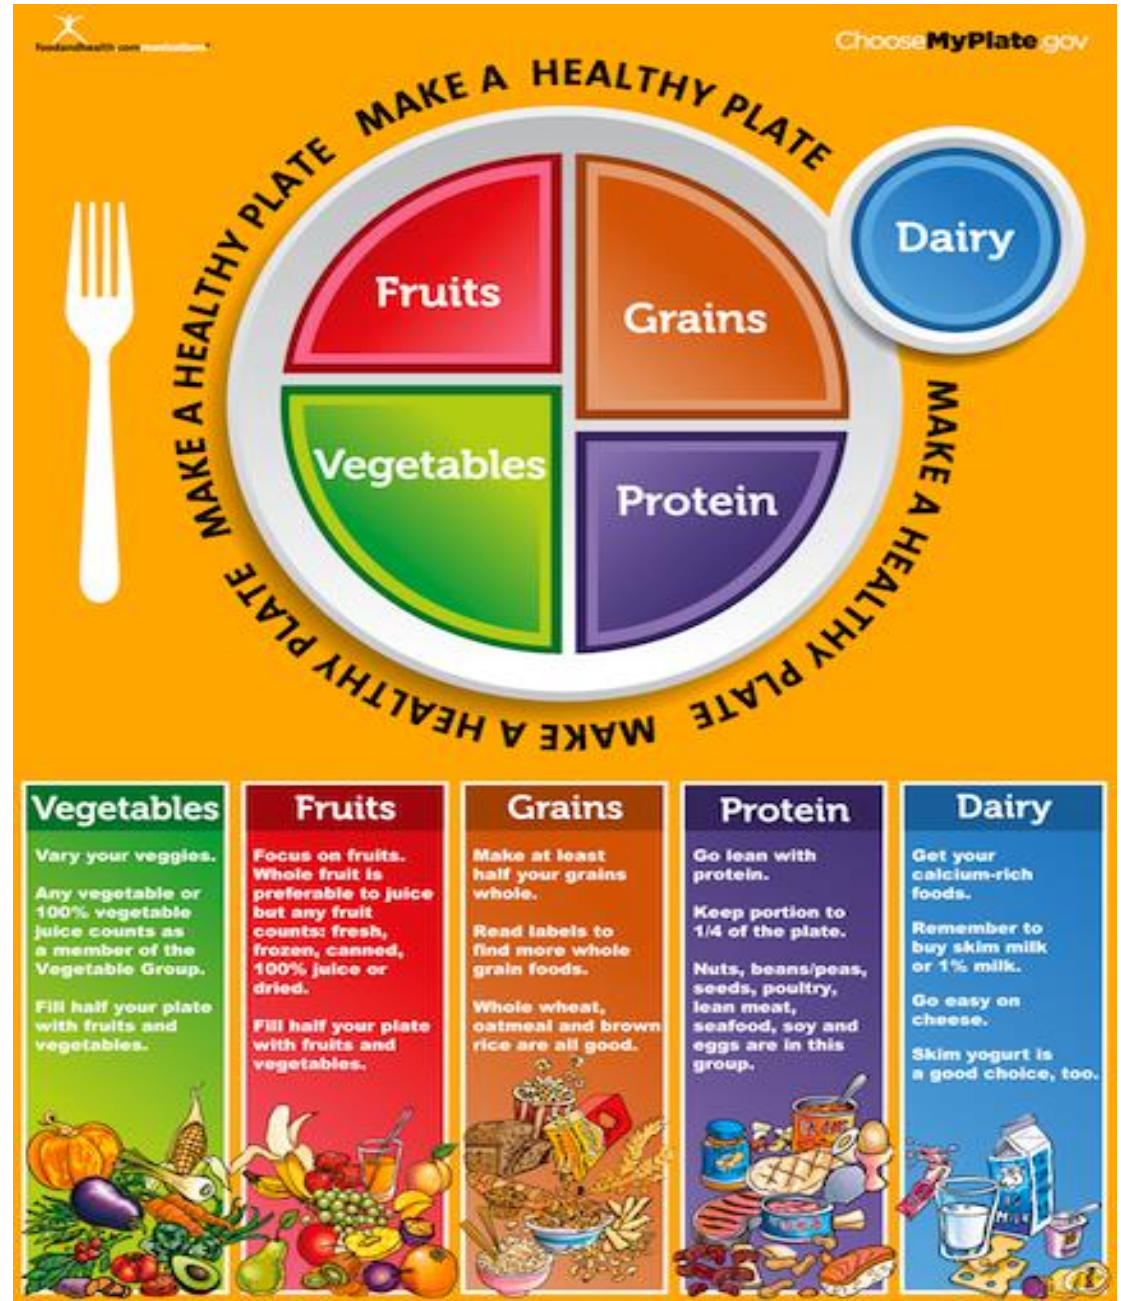 foodandhealth.communications
ChooseMyPlate.gov
MAKE A HEALTHY PLATE
MAKE A HEALTHY PLATE
MAKE A HEALTHY PLATE
MAKE A HEALTHY PLATE
Dairy
Fruits
Grains
Vegetables
Protein
Vegetables
Vary your veggies.
Any vegetable or
100% vegetable
juice counts as
a member of the
Vegetable Group.
Fill half your plate
with fruits and
vegetables.
Fruits
Focus on fruits.
Whole fruit is
preferable to juice
but any fruit
counts: fresh,
frozen, canned,
100% juice or
dried.
Fill half your plate
with fruits and
vegetables.
Grains
Make at least
half your grains
whole.
Read labels to
find more whole
grain foods.
Whole wheat,
oatmeal and brown
rice are all good.
Protein
Go lean with
protein.
Keep portion to
1/4 of the plate.
Nuts, beans/peas,
seeds, poultry,
lean meat,
seafood, soy and
eggs are in this
group.
Dairy
Get your
calcium-rich
foods.
Remember to
buy skim milk
or 1% milk.
Go easy on
cheese.
Skim yogurt is
a good choice, too.
MILK